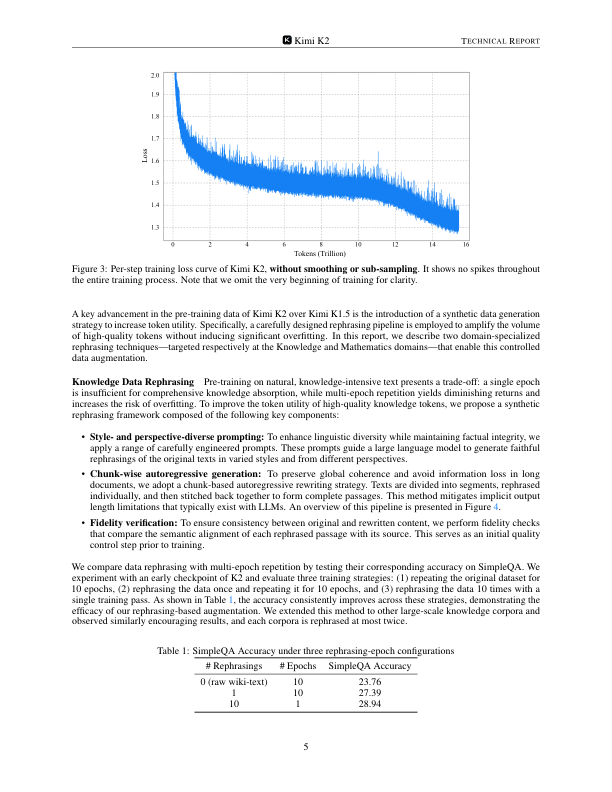 K Kimi K2
TECHNICAL REPORT
2.0
1.9
1.8
1.7
1.6
1.5
1.4
1.3
Loss
0 2 4 6 8 10 12 14 16
Tokens (Trillion)
Figure 3: Per-step training loss curve of Kimi K2, without smoothing or sub-sampling. It shows no spikes throughout
the entire training process. Note that we omit the very beginning of training for clarity.
A key advancement in the pre-training data of Kimi K2 over Kimi K1.5 is the introduction of a synthetic data generation
strategy to increase token utility. Specifically, a carefully designed rephrasing pipeline is employed to amplify the volume
of high-quality tokens without inducing significant overfitting. In this report, we describe two domain-specialized
rephrasing techniques—targeted respectively at the Knowledge and Mathematics domains—that enable this controlled
data augmentation.
Knowledge Data Rephrasing Pre-training on natural, knowledge-intensive text presents a trade-off: a single epoch
is insufficient for comprehensive knowledge absorption, while multi-epoch repetition yields diminishing returns and
increases the risk of overfitting. To improve the token utility of high-quality knowledge tokens, we propose a synthetic
rephrasing framework composed of the following key components:
• Style- and perspective-diverse prompting: To enhance linguistic diversity while maintaining factual integrity, we
apply a range of carefully engineered prompts. These prompts guide a large language model to generate faithful
rephrasings of the original texts in varied styles and from different perspectives.
• Chunk-wise autoregressive generation: To preserve global coherence and avoid information loss in long
documents, we adopt a chunk-based autoregressive rewriting strategy. Texts are divided into segments, rephrased
individually, and then stitched back together to form complete passages. This method mitigates implicit output
length limitations that typically exist with LLMs. An overview of this pipeline is presented in Figure 4.
• Fidelity verification: To ensure consistency between original and rewritten content, we perform fidelity checks
that compare the semantic alignment of each rephrased passage with its source. This serves as an initial quality
control step prior to training.
We compare data rephrasing with multi-epoch repetition by testing their corresponding accuracy on SimpleQA. We
experiment with an early checkpoint of K2 and evaluate three training strategies: (1) repeating the original dataset for
10 epochs, (2) rephrasing the data once and repeating it for 10 epochs, and (3) rephrasing the data 10 times with a
single training pass. As shown in Table 1, the accuracy consistently improves across these strategies, demonstrating the
efficacy of our rephrasing-based augmentation. We extended this method to other large-scale knowledge corpora and
observed similarly encouraging results, and each corpora is rephrased at most twice.
Table 1: SimpleQA Accuracy under three rephrasing-epoch configurations
# Rephrasings # Epochs SimpleQA Accuracy
0 (raw wiki-text) 10 23.76
1 10 27.39
10 1 28.94
5